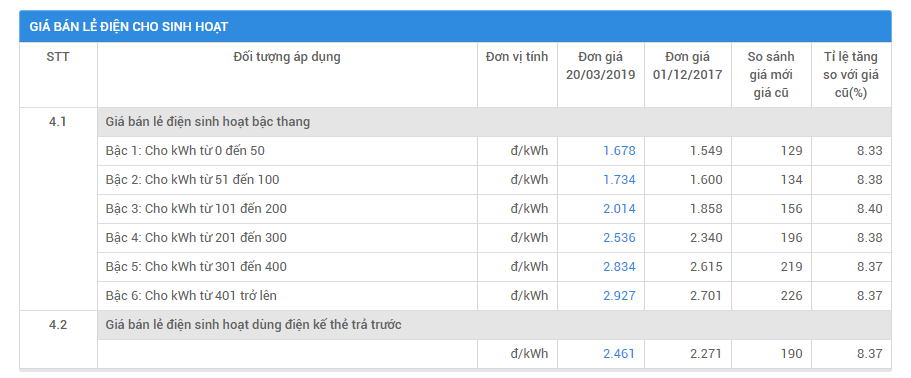 GIÁ BÁN LẺ ĐIỆN CHO SINH HOẠT
STT Đối tượng áp dụng Đơn vị tính Đơn giá 20/03/2019 Đơn giá 01/12/2017 So sánh giá mới giá cũ Tỉ lệ tăng so với giá cũ(%)
4.1 Giá bán lẻ điện sinh hoạt bậc thang
Bậc 1: Cho kWh từ 0 đến 50 đ/kWh 1.678 1.549 129 8.33
Bậc 2: Cho kWh từ 51 đến 100 đ/kWh 1.734 1.600 134 8.38
Bậc 3: Cho kWh từ 101 đến 200 đ/kWh 2.014 1.858 156 8.40
Bậc 4: Cho kWh từ 201 đến 300 đ/kWh 2.536 2.340 196 8.38
Bậc 5: Cho kWh từ 301 đến 400 đ/kWh 2.834 2.615 219 8.37
Bậc 6: Cho kWh từ 401 trở lên đ/kWh 2.927 2.701 226 8.37
4.2 Giá bán lẻ điện sinh hoạt dùng điện kế thẻ trả trước
đ/kWh 2.461 2.271 190 8.37